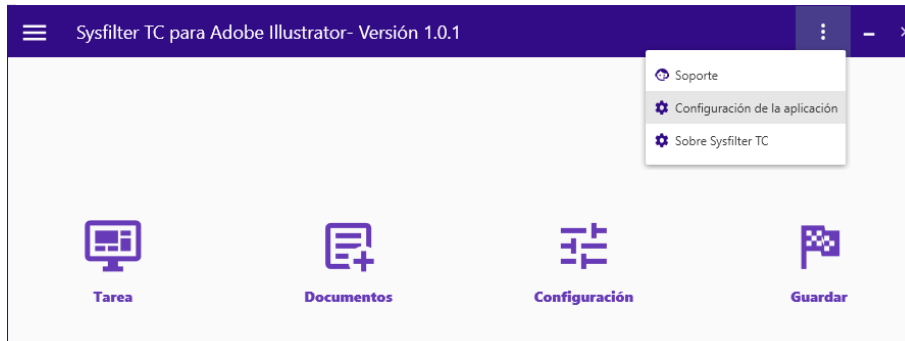 Sysfilter TC para Adobe Illustrator- Versión 1.0.1
Soporte
Configuración de la aplicación
Sobre Sysfilter TC
Tarea
Documentos
Configuración
Guardar